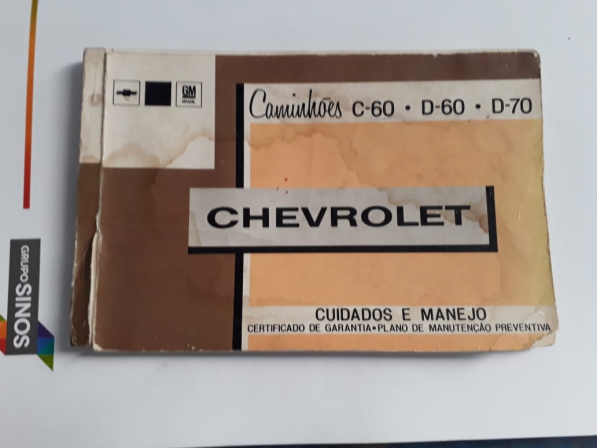 GM
BRASIL
Caminhões C-60 • D-60 • D-70
CHEVROLET
CUIDADOS E MANEJO
CERTIFICADO DE GARANTIA • PLANO DE MANUTENÇÃO PREVENTIVA
GRUPO SINOS